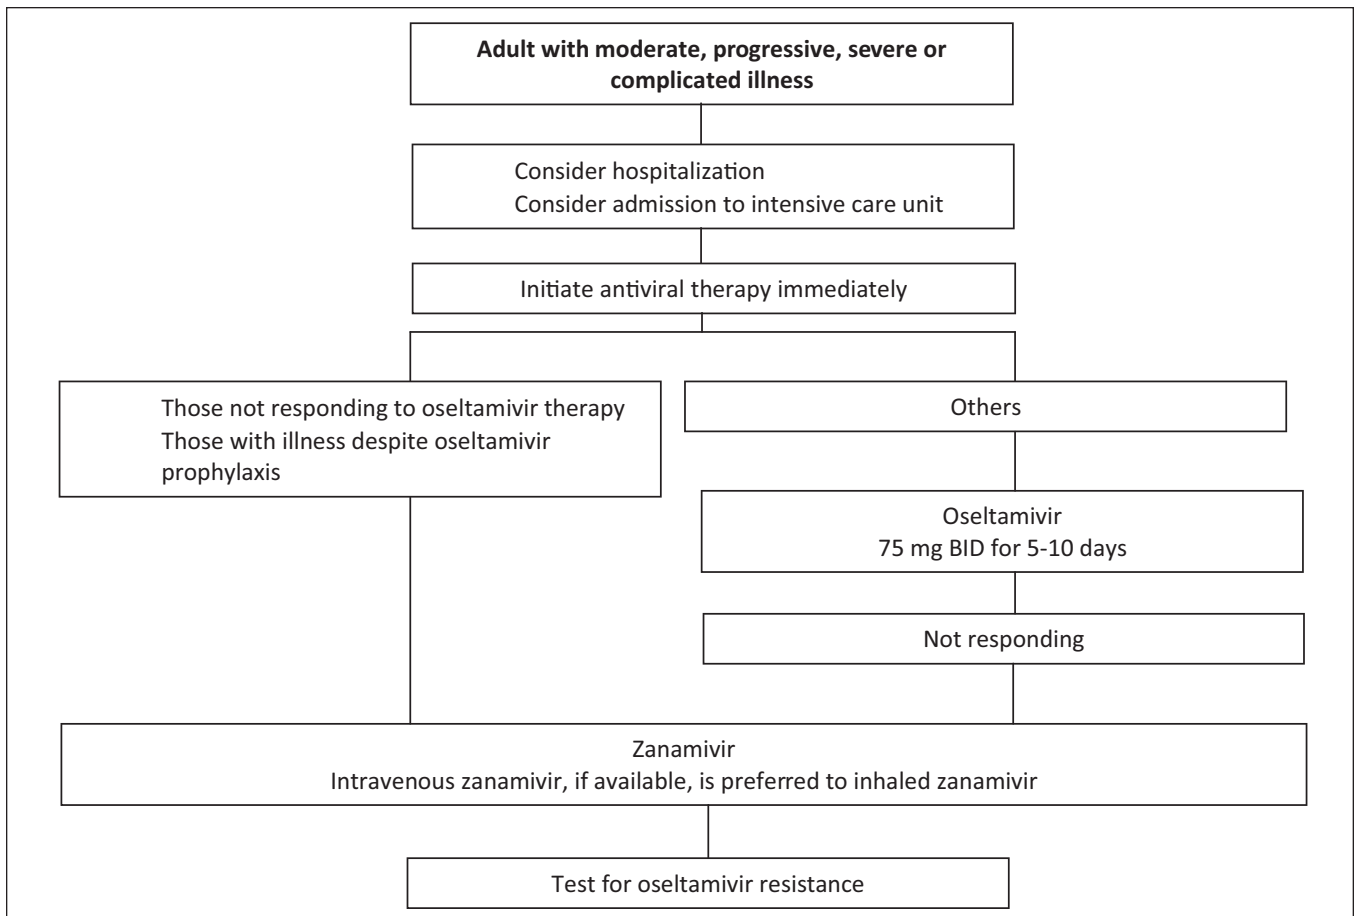 Adult with moderate, progressive, severe or
complicated illness
Consider hospitalization
Consider admission to intensive care unit
Initiate antiviral therapy immediately
Those not responding to oseltamivir therapy
Those with illness despite oseltamivir
prophylaxis
Others
Oseltamivir
75 mg BID for 5-10 days
Not responding
Zanamivir
Intravenous zanamivir, if available, is preferred to inhaled zanamivir
Test for oseltamivir resistance